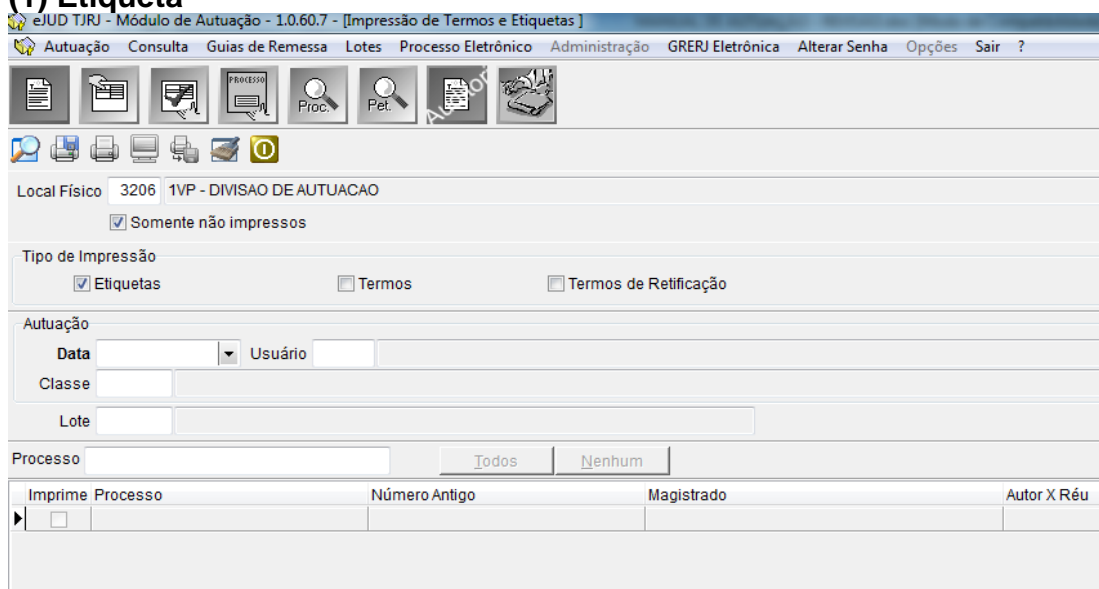 (1) Etiqueta
eJUD TJRJ - Módulo de Autuação - 1.0.60.7 - [Impressão de Termos e Etiquetas ]
Autuação Consulta Guias de Remessa Lotes Processo Eletrônico Administração GRERJ Eletrônica Alterar Senha Opções Sair ?
PROCESSO Proc. Pet. Autor
Local Físico 3206 1VP - DIVISAO DE AUTUACAO
Somente não impressos
Tipo de Impressão
Etiquetas Termos Termos de Retificação
Autuação
Data Usuário
Classe
Lote
Processo Todos Nenhum
Imprime Processo Número Antigo Magistrado Autor X Réu